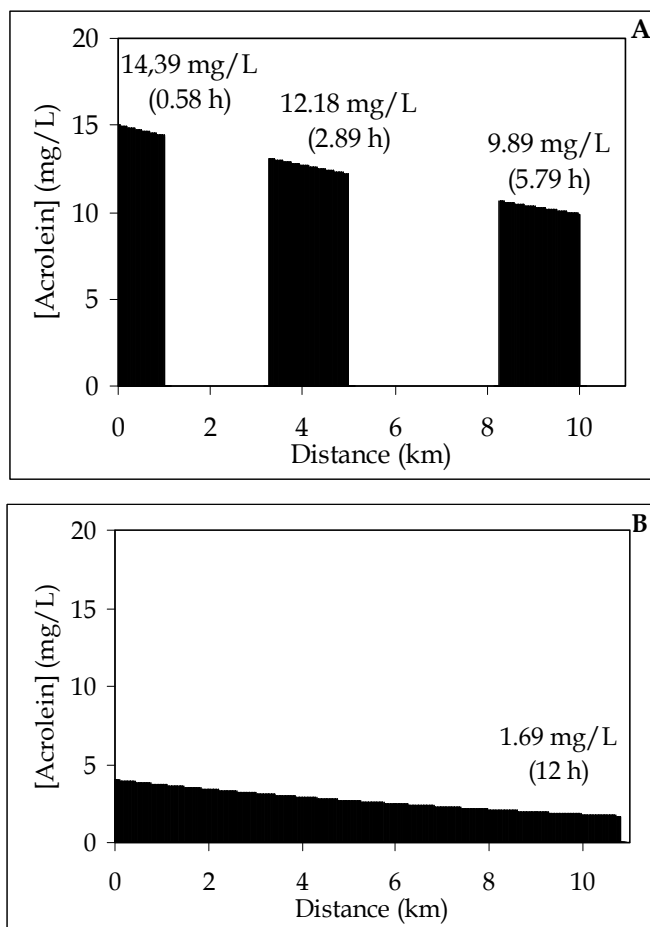 A
20
14,39 mg/L
(0.58 h)
12.18 mg/L
(2.89 h)
9.89 mg/L
(5.79 h)
15
10
5
0
[Acrolein] (mg/L)
0 2 4 6 8 10
Distance (km)
B
20
15
10
5
0
[Acrolein] (mg/L)
1.69 mg/L
(12 h)
0 2 4 6 8 10
Distance (km)